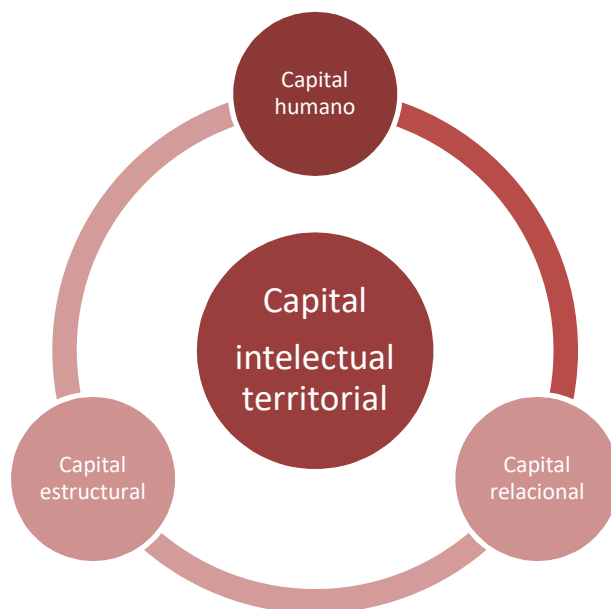 Capital
humano
Capital
intelectual
territorial
Capital
estructural
Capital
relacional